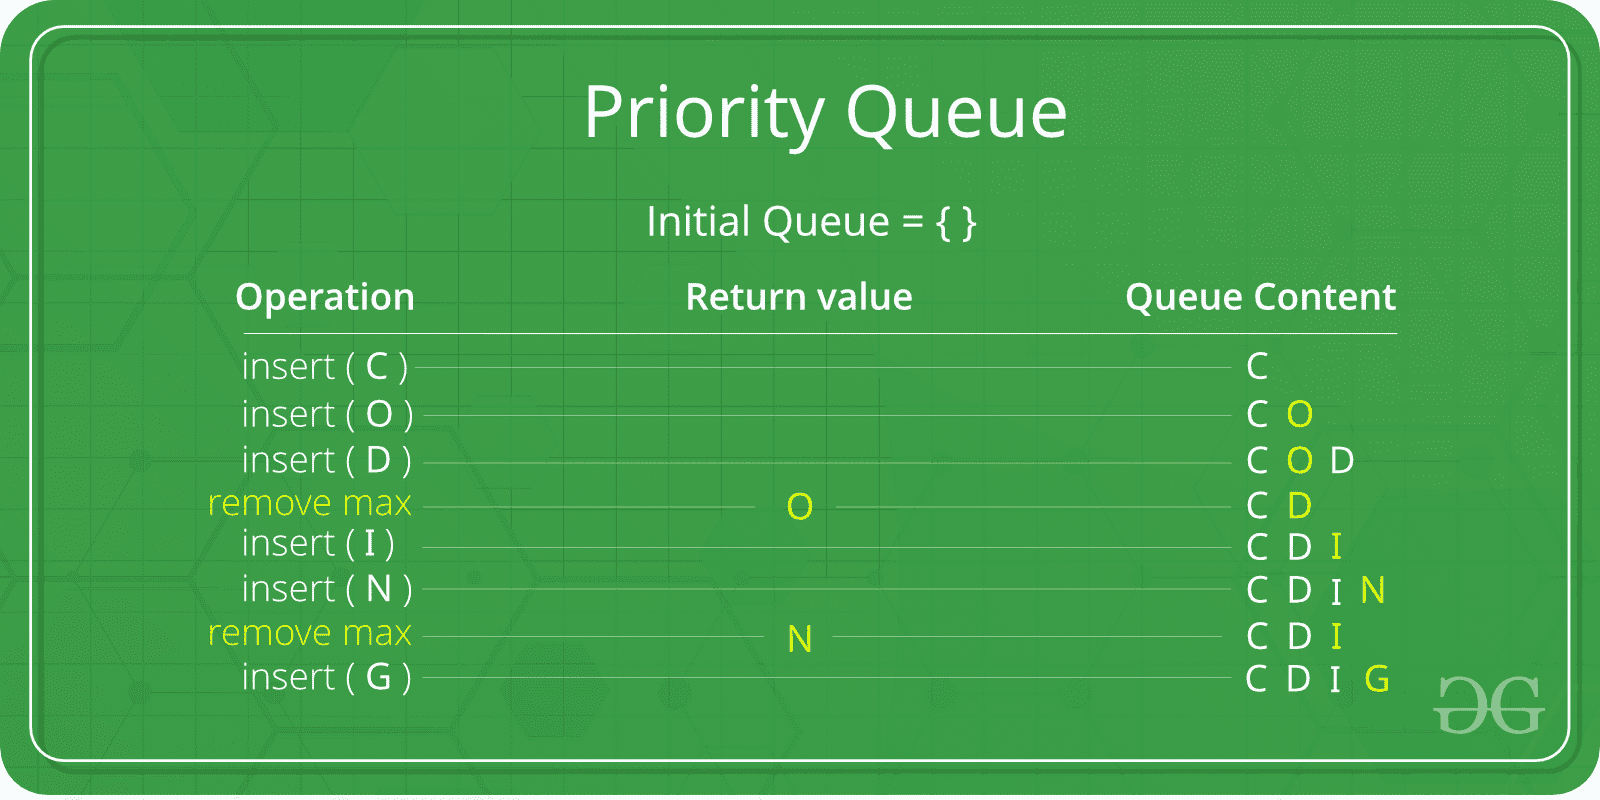 Priority Queue
Initial Queue = { }
Operation Return value Queue Content
insert ( C ) C
insert ( O ) C O
insert ( D ) C O D
remove max O C D
insert ( I ) C D I
insert ( N ) C D I N
remove max N C D I
insert ( G ) C D I G
GG